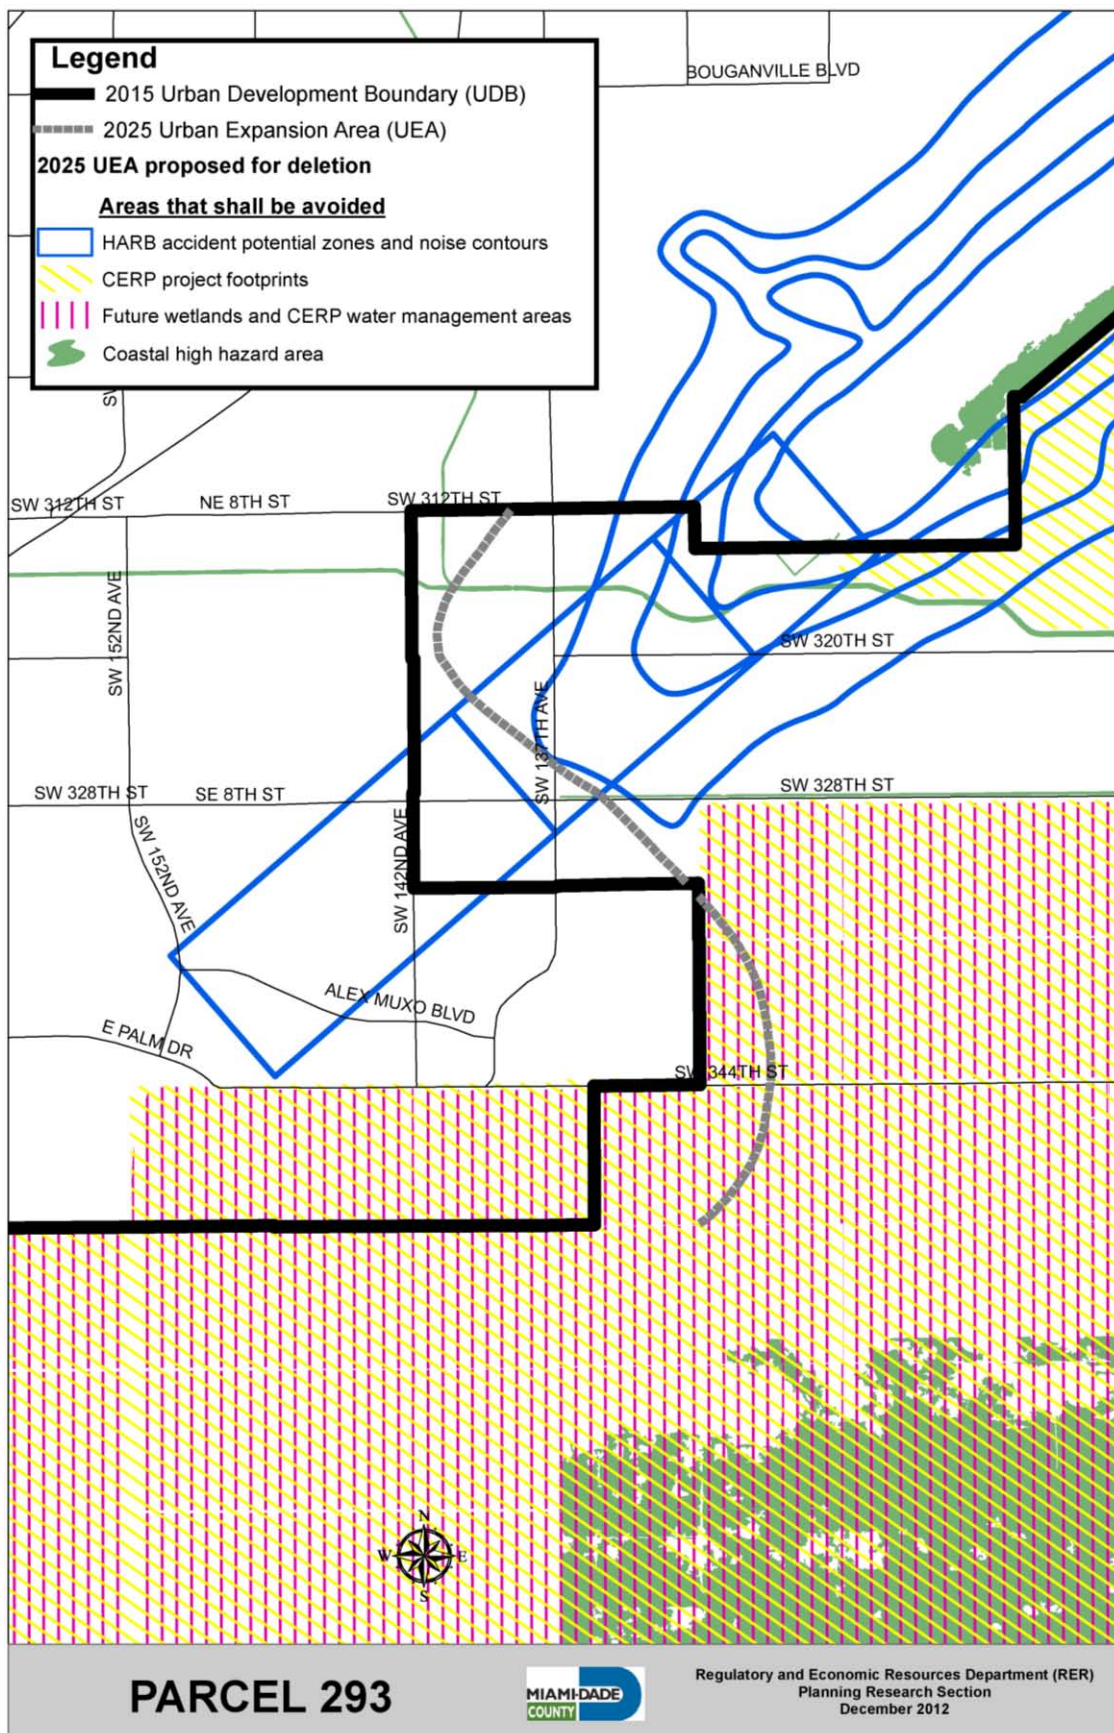 BOUGANVILLE BLVD
Legend
2015 Urban Development Boundary (UDB)
2025 Urban Expansion Area (UEA)
2025 UEA proposed for deletion
Areas that shall be avoided
HARB accident potential zones and noise contours
CERP project footprints
Future wetlands and CERP water management areas
Coastal high hazard area
SW
SW 312TH ST
NE 8TH ST
SW 312TH ST
SW 152ND AVE
SW 320TH ST
SW 137TH AVE
SW 328TH ST
SE 8TH ST
SW 328TH ST
SW 152ND AVE
SW 142ND AVE
ALEX MUXO BLVD
E PALM DR
SW 344TH ST
N
W
E
S
PARCEL 293
MIAMI-DADE
COUNTY
Regulatory and Economic Resources Department (RER)
Planning Research Section
December 2012